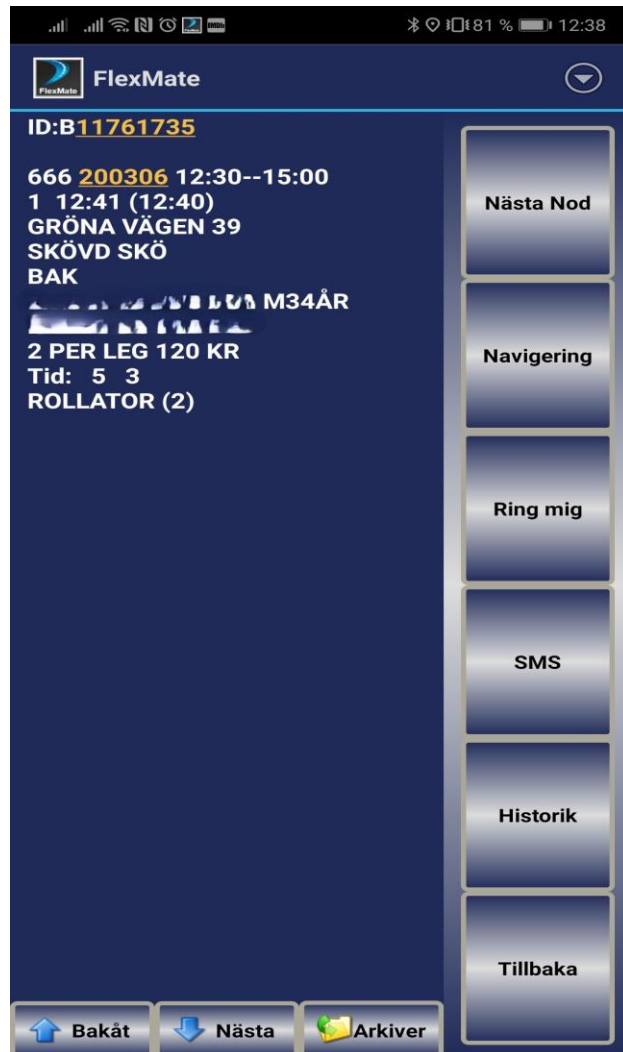 81 % 12:38
FlexMate
FlexMate
ID:B11761735
666 200306 12:30--15:00
1 12:41 (12:40)
GRÖNA VÄGEN 39
SKÖVD SKÖ
BAK
M34ÅR
2 PER LEG 120 KR
Tid: 5 3
ROLLATOR (2)
Nästa Nod
Navigering
Ring mig
SMS
Historik
Tillbaka
Bakåt
Nästa
Arkiver